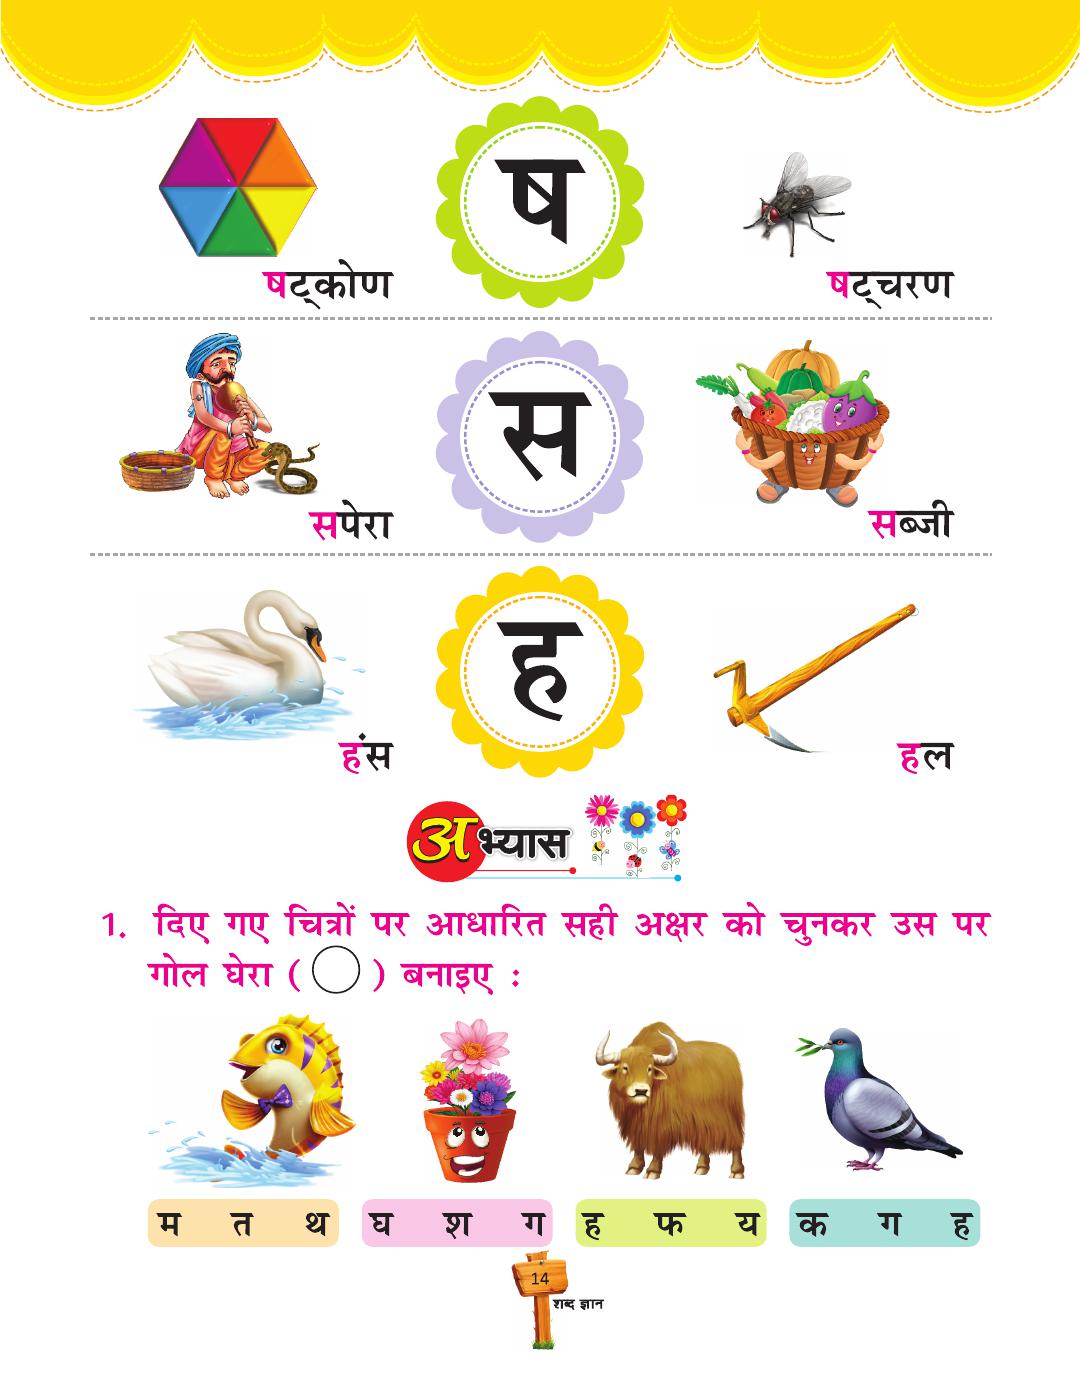 ष
षट्कोण
षट्चरण
स
सपेरा
सब्जी
ह
हंस
हल
अभ्यास
1. दिए गए चित्रों पर आधारित सही अक्षर को चुनकर उस पर
गोल घेरा ( ) बनाइए :
म त थ घ श ग ह फ य क ग ह
14
शब्द ज्ञान